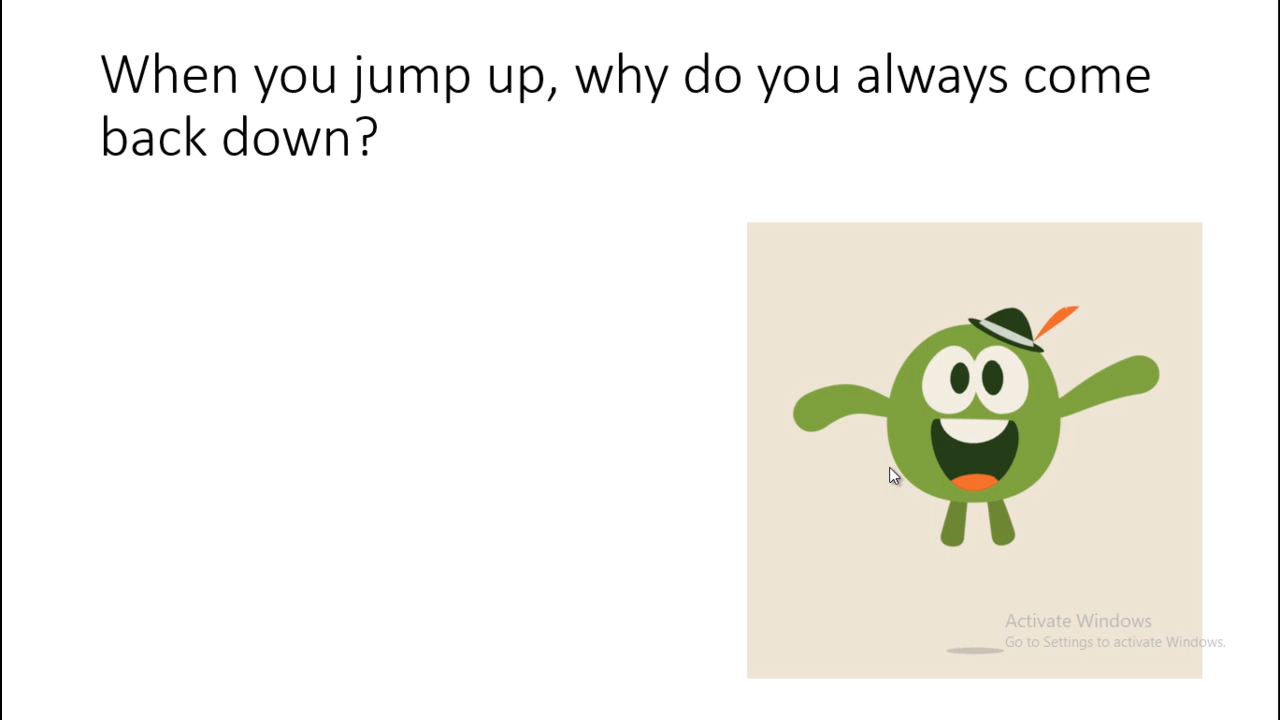 When you jump up, why do you always come
back down?
Activate Windows
Go to Settings to activate Windows.